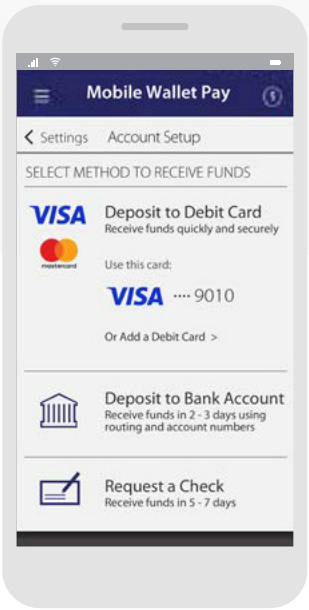 Mobile Wallet Pay
Settings Account Setup
SELECT METHOD TO RECEIVE FUNDS
VISA Deposit to Debit Card
Receive funds quickly and securely
mastercard
Use this card:
VISA ···· 9010
Or Add a Debit Card >
Deposit to Bank Account
Receive funds in 2 - 3 days using
routing and account numbers
Request a Check
Receive funds in 5 - 7 days